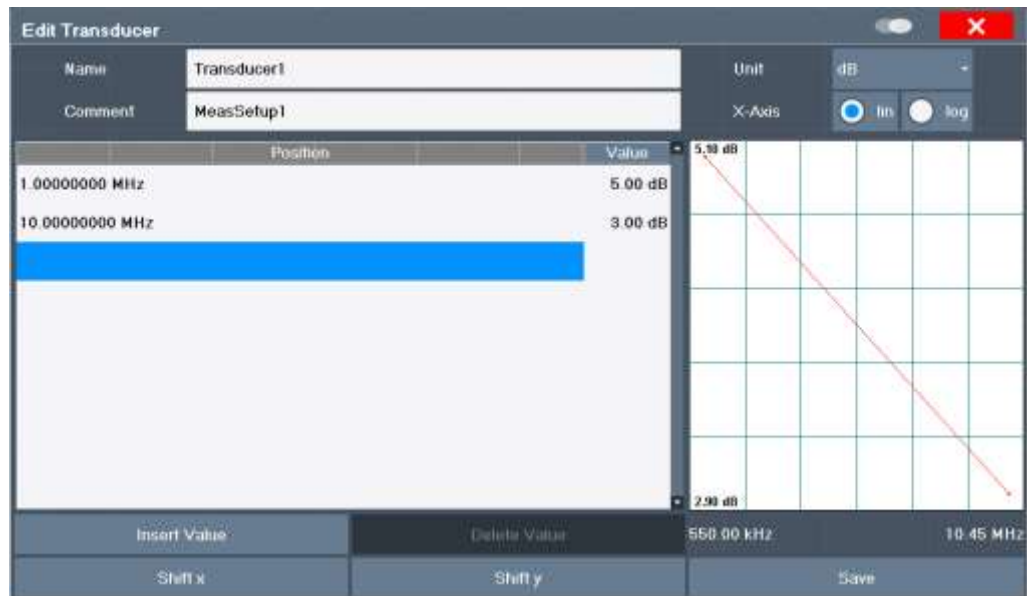 Edit Transducer
Name Transducer1 Unit dB
Comment MeasSetup1 X-Axis lin log
Position Value 5.10 dB
1.00000000 MHz 5.00 dB
10.00000000 MHz 3.00 dB
2.90 dB
Insert Value Delete Value 550.00 kHz 10.45 MHz
Shift x Shift y Save